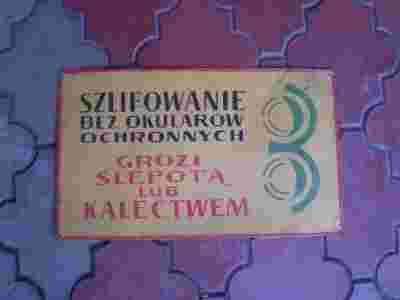 SZLIFOWANIE
BEZ OKULARÓW
OCHRONNYCH
GROZI
ŚLEPOTĄ
LUB
KALECTWEM